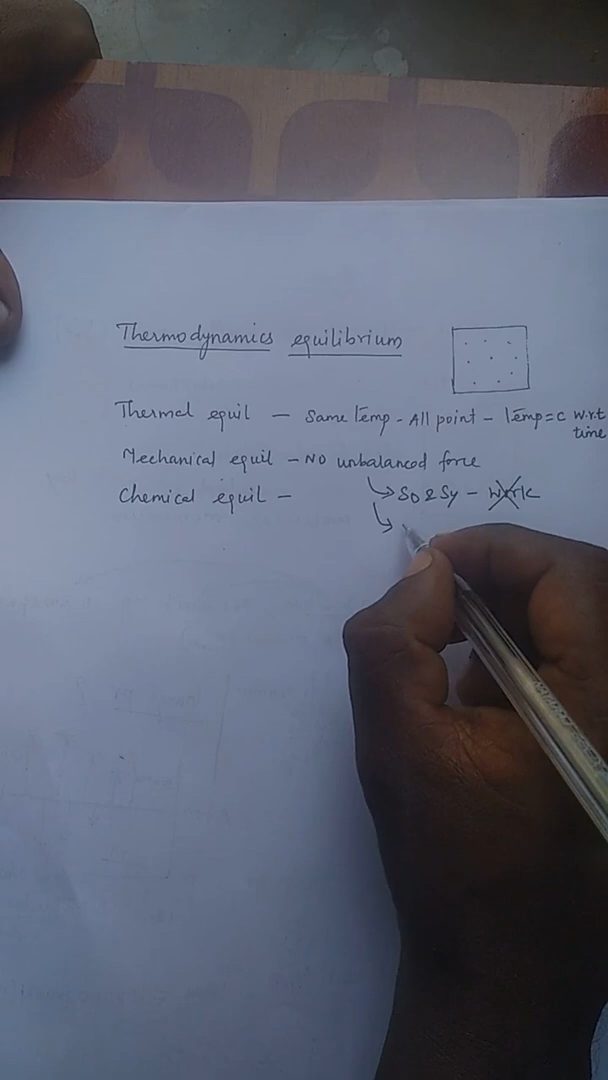 Thermodynamics equilibrium
Thermal equil - Same Temp - All point - Temp = C w.r.t
time
Mechanical equil - NO unbalanced force
Chemical equil -
↳ So & Sy - work